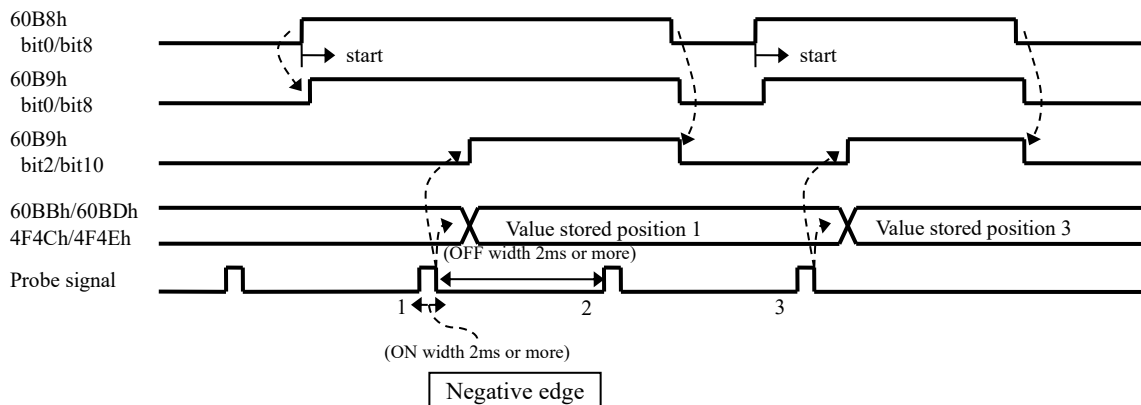 60B8h
bit0/bit8
start
start
60B9h
bit0/bit8
60B9h
bit2/bit10
60BBh/60BDh
4F4Ch/4F4Eh
Value stored position 1
Value stored position 3
(OFF width 2ms or more)
Probe signal
1
2
3
(ON width 2ms or more)
Negative edge